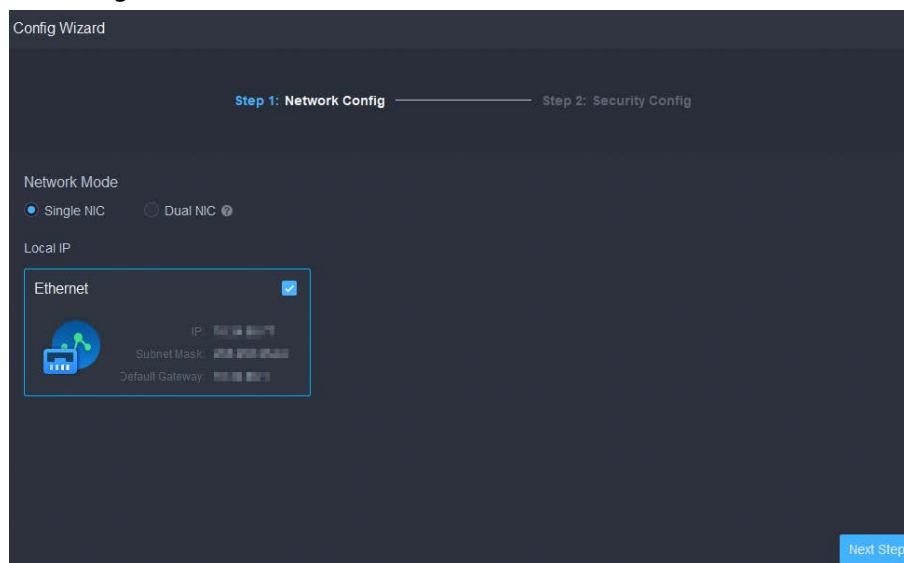 Config Wizard
Step 1: Network Config Step 2: Security Config
Network Mode
Single NIC Dual NIC
Local IP
Ethernet
IP:
Subnet Mask:
Default Gateway:
Next Step